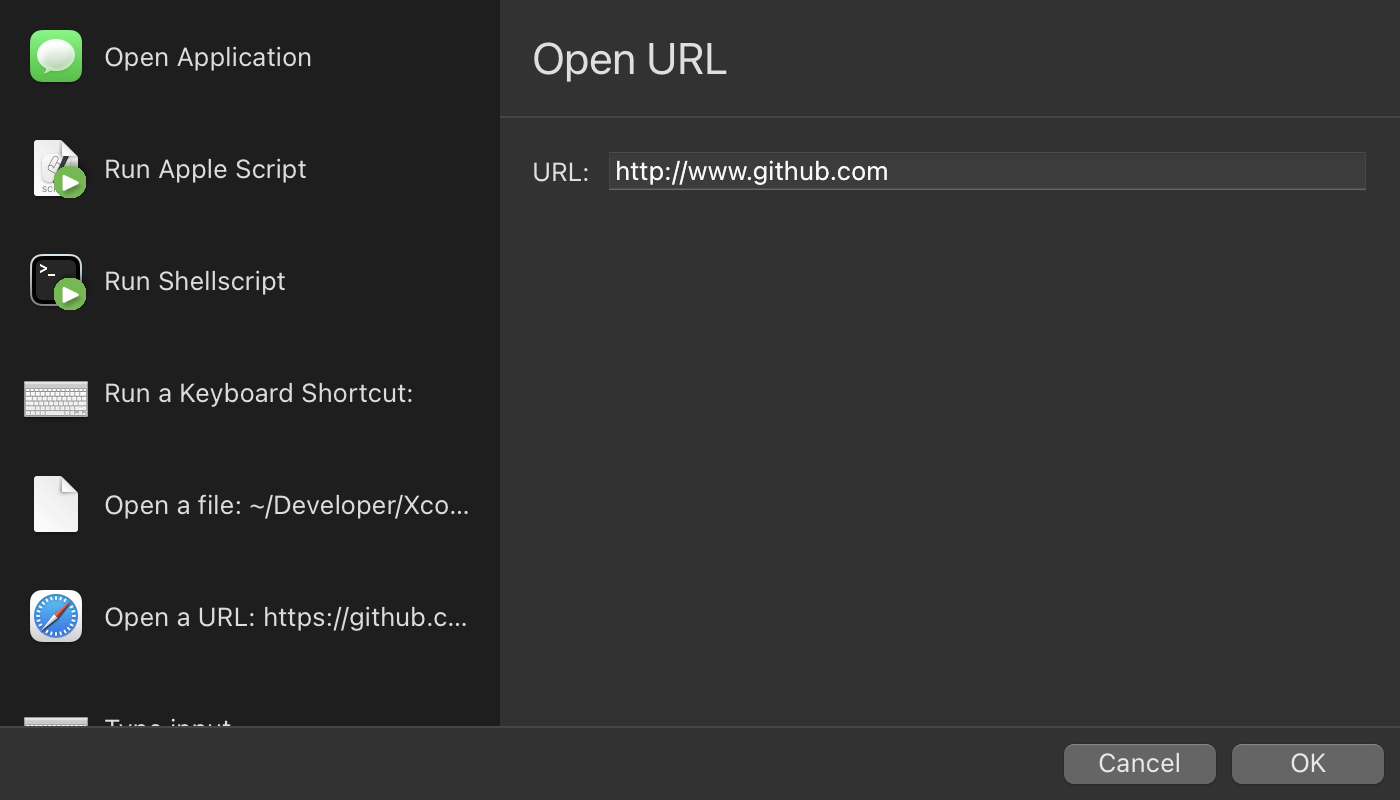 Open Application
Run Apple Script
Run Shellscript
Run a Keyboard Shortcut:
Open a file: ~/Developer/Xco...
Open a URL: https://github.c...
Type input
Open URL
URL: http://www.github.com
Cancel
OK